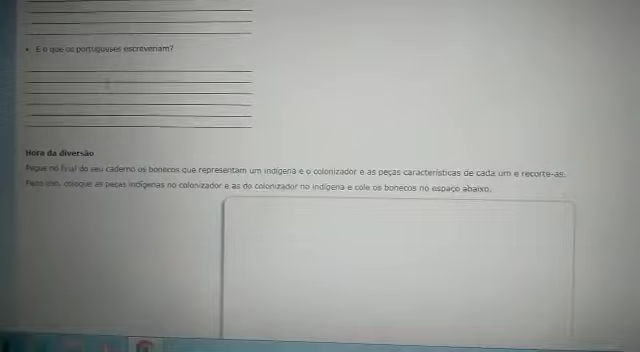 • E o que os portugueses escreveriam?
Hora da diversão
Pegue no final do seu caderno os bonecos que representam um indígena e o colonizador e as peças características de cada um e recorte-as.
Feito isso, coloque as peças indígenas no colonizador e as do colonizador no indígena e cole os bonecos no espaço abaixo.